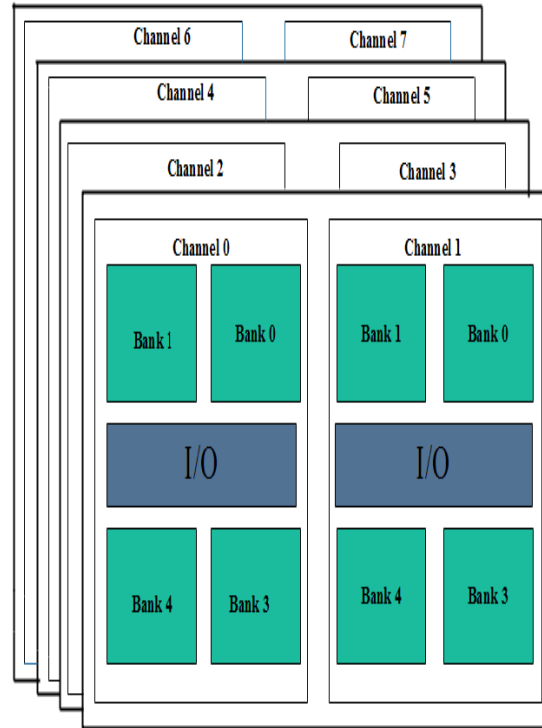 Channel 6
Channel 7
Channel 4
Channel 5
Channel 2
Channel 3
Channel 0
Channel 1
Bank 1
Bank 0
Bank 1
Bank 0
I/O
I/O
Bank 4
Bank 3
Bank 4
Bank 3